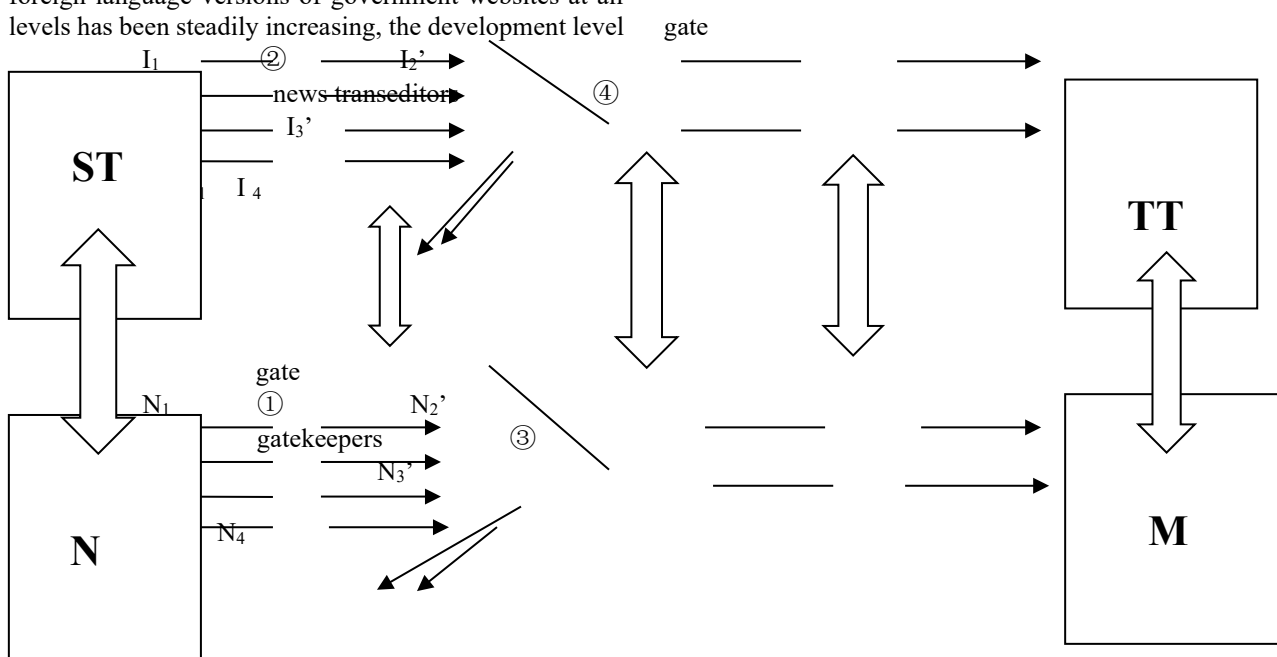 foreign language versions of government websites at all
levels has been steadily increasing, the development level
gate
I₁ ② I₂’
news transeditors
④
I₃’
ST
I ₄
TT
gate
N₁ ① N₂’
gatekeepers
③
N₃’
N₄
N
M